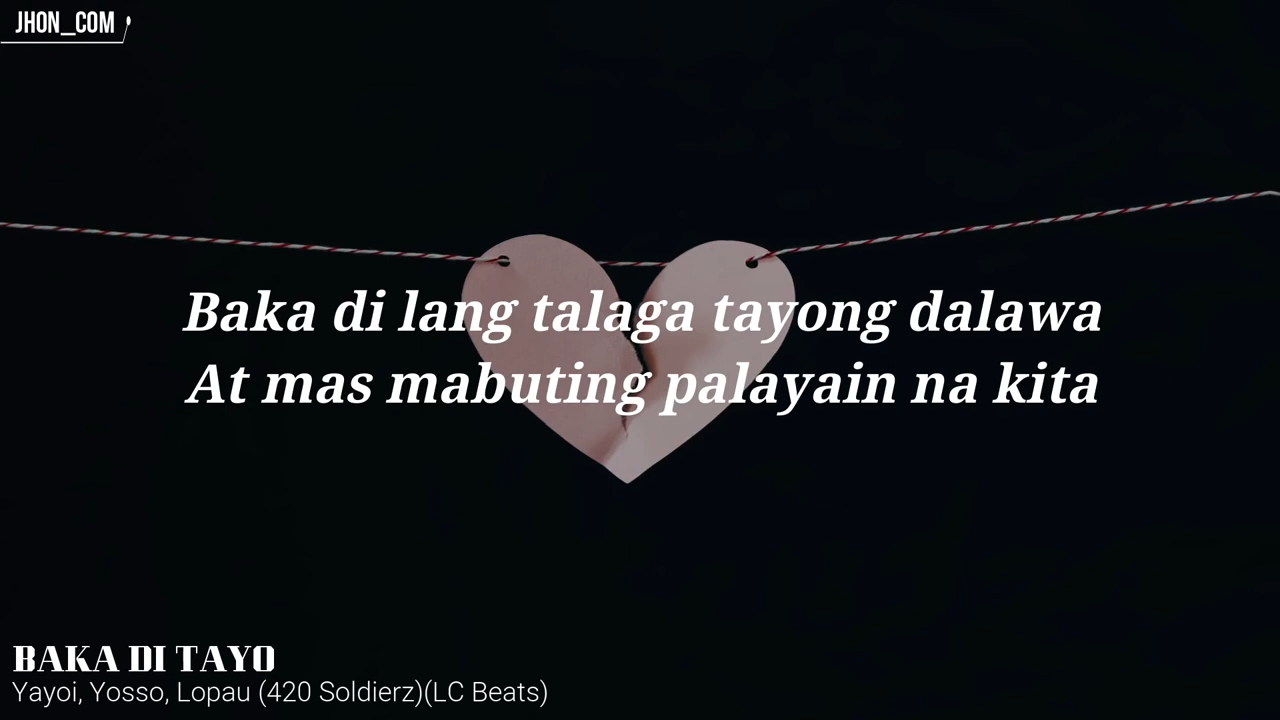 JHON_COM
Baka di lang talaga tayong dalawa
At mas mabuting palayain na kita
BAKA DI TAYO
Yayoi, Yosso, Lopau (420 Soldierz)(LC Beats)